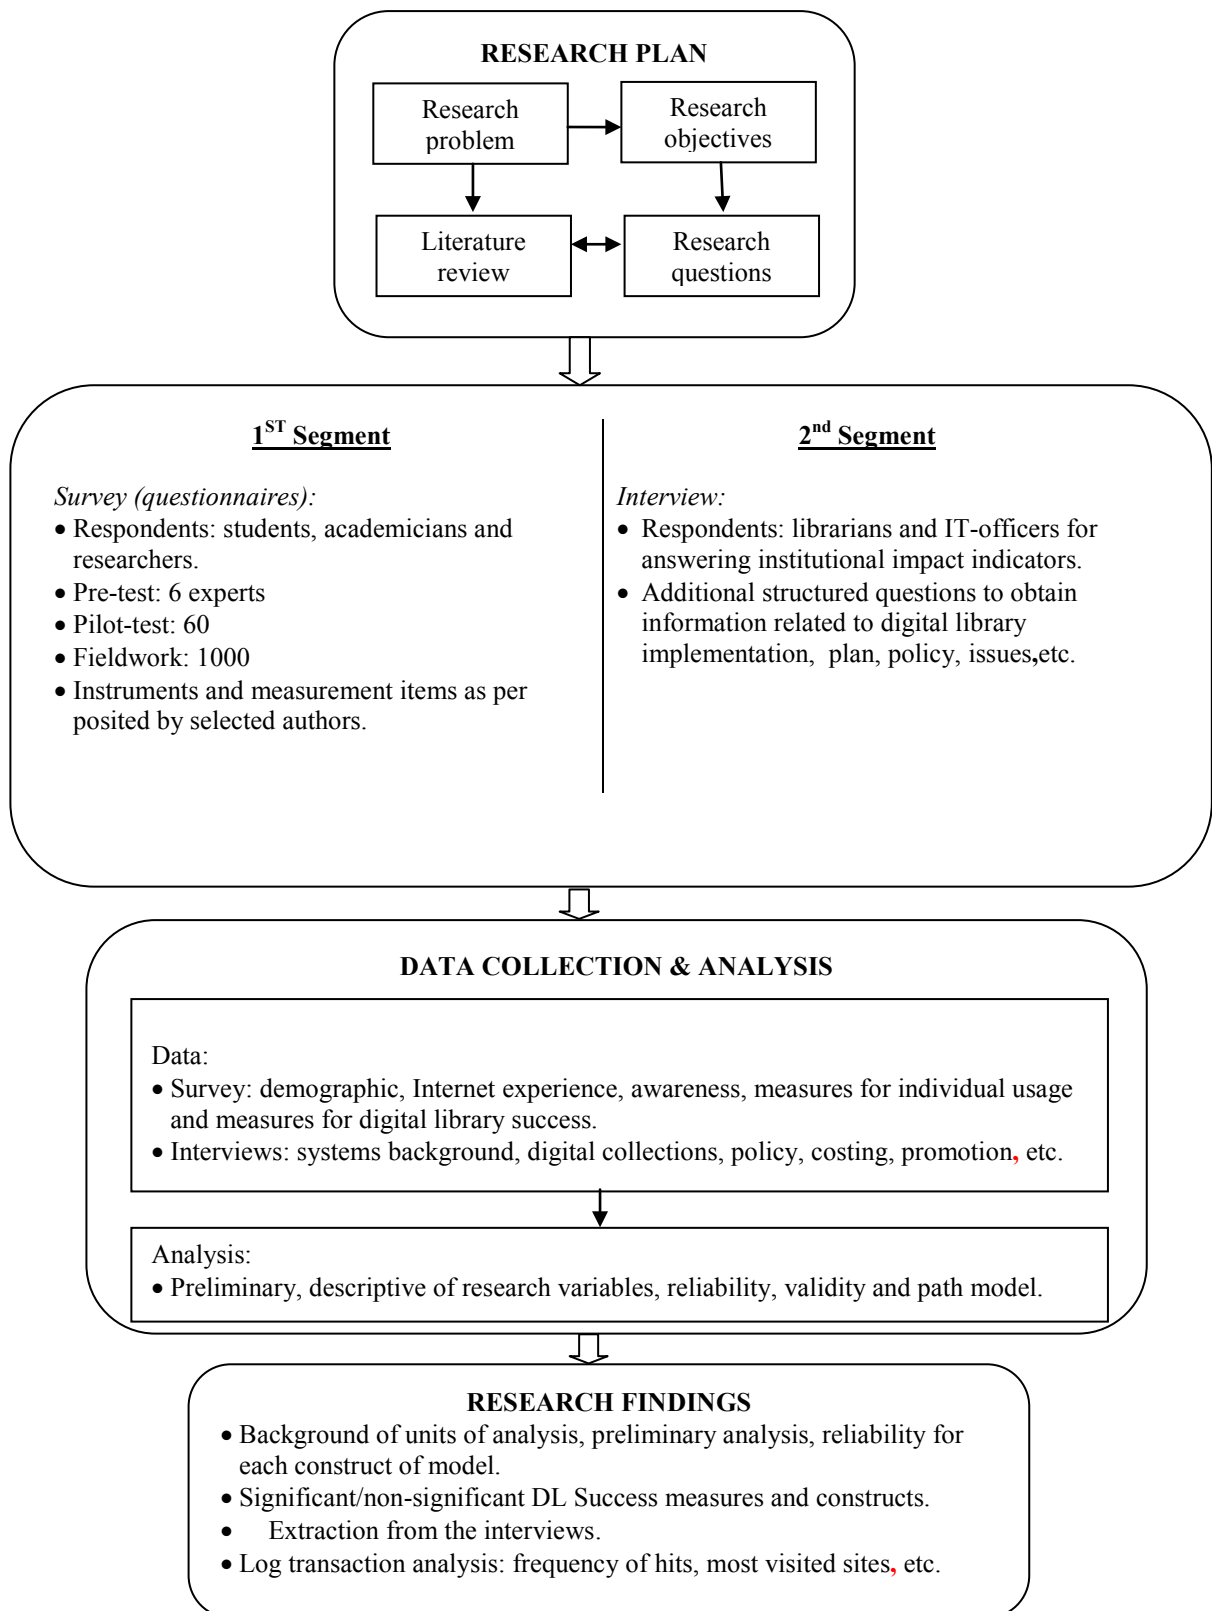 RESEARCH PLAN
Research
problem
Research
objectives
Literature
review
Research
questions
1ST Segment
Survey (questionnaires):
• Respondents: students, academicians and
researchers.
• Pre-test: 6 experts
• Pilot-test: 60
• Fieldwork: 1000
• Instruments and measurement items as per
posited by selected authors.
2nd Segment
Interview:
• Respondents: librarians and IT-officers for
answering institutional impact indicators.
• Additional structured questions to obtain
information related to digital library
implementation, plan, policy, issues,etc.
DATA COLLECTION & ANALYSIS
Data:
• Survey: demographic, Internet experience, awareness, measures for individual usage
and measures for digital library success.
• Interviews: systems background, digital collections, policy, costing, promotion, etc.
Analysis:
• Preliminary, descriptive of research variables, reliability, validity and path model.
RESEARCH FINDINGS
• Background of units of analysis, preliminary analysis, reliability for
each construct of model.
• Significant/non-significant DL Success measures and constructs.
• Extraction from the interviews.
• Log transaction analysis: frequency of hits, most visited sites, etc.